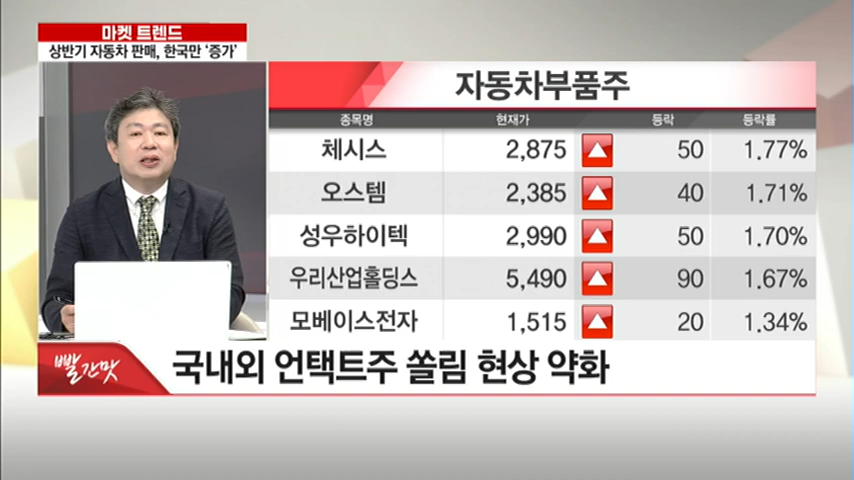 마켓 트렌드
상반기 자동차 판매, 한국만 '증가'
자동차부품주
종목명 현재가 등락 등락률
체시스 2,875 ▲ 50 1.77%
오스템 2,385 ▲ 40 1.71%
성우하이텍 2,990 ▲ 50 1.70%
우리산업홀딩스 5,490 ▲ 90 1.67%
모베이스전자 1,515 ▲ 20 1.34%
빨간맛
국내외 언택트주 쏠림 현상 약화